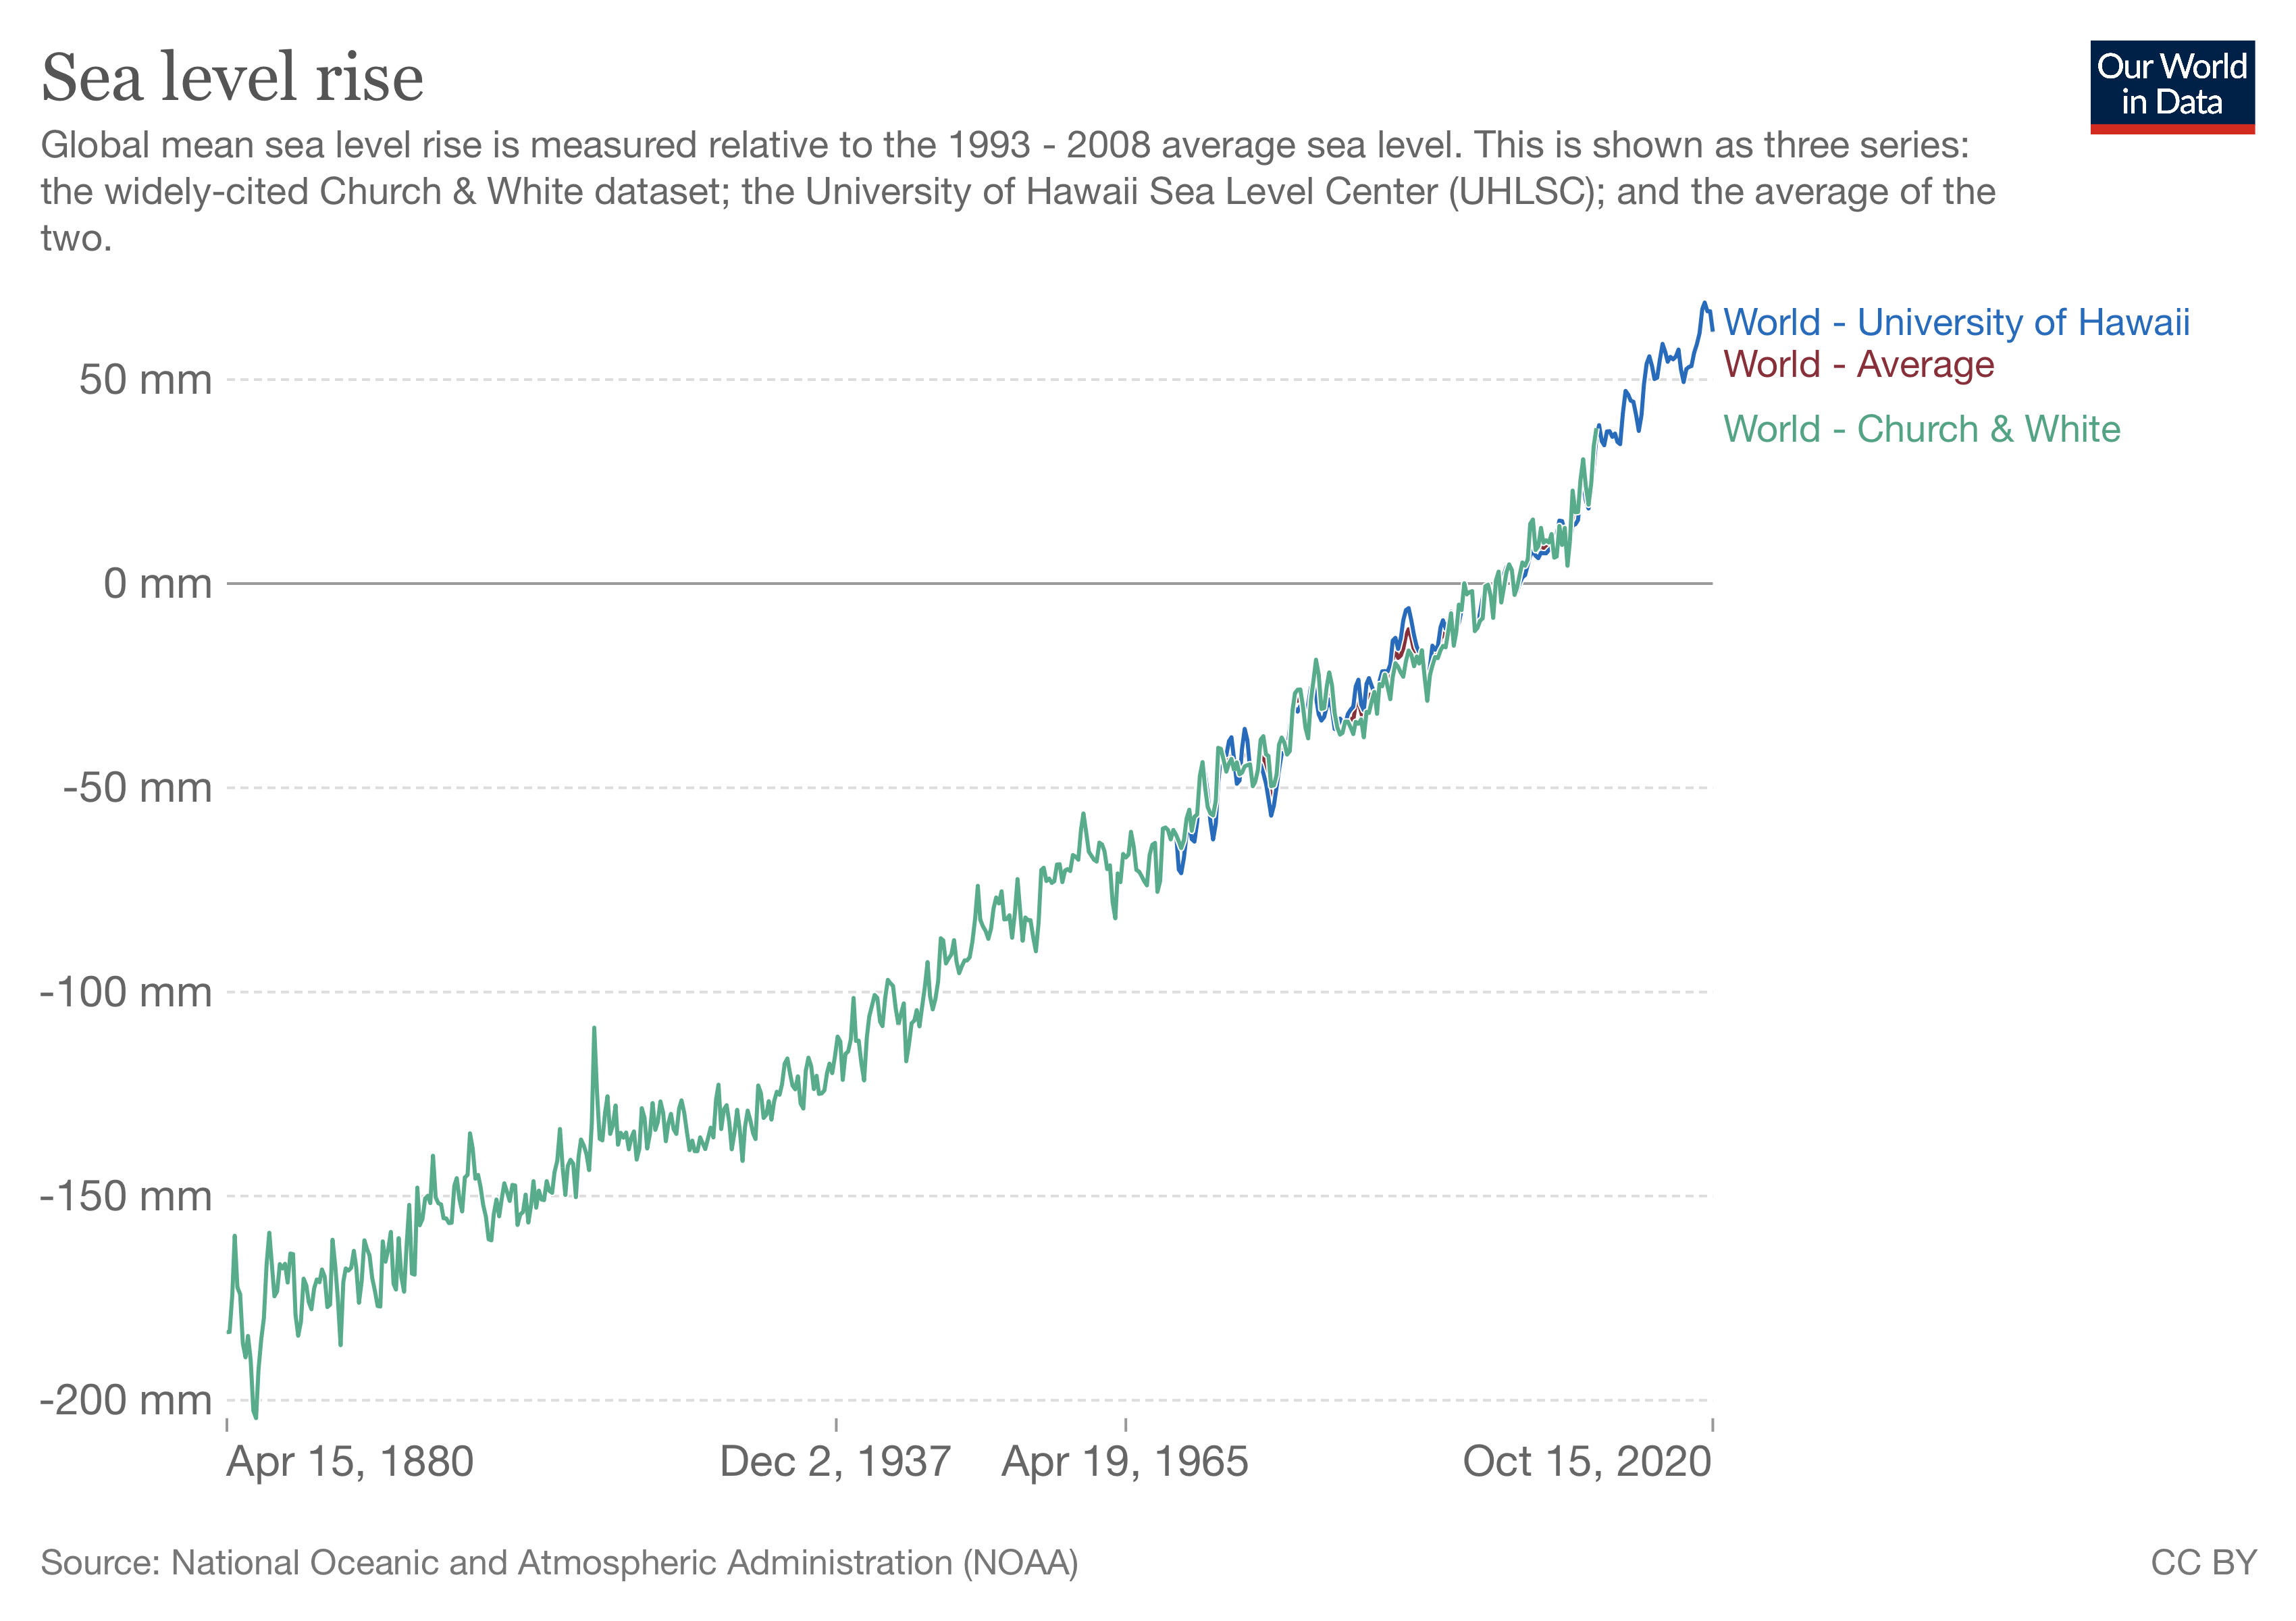 Sea level rise
Our World
in Data
Global mean sea level rise is measured relative to the 1993 - 2008 average sea level. This is shown as three series:
the widely-cited Church & White dataset; the University of Hawaii Sea Level Center (UHLSC); and the average of the
two.
World - University of Hawaii
World - Average
World - Church & White
50 mm
0 mm
-50 mm
-100 mm
-150 mm
-200 mm
Apr 15, 1880
Dec 2, 1937
Apr 19, 1965
Oct 15, 2020
Source: National Oceanic and Atmospheric Administration (NOAA)
CC BY